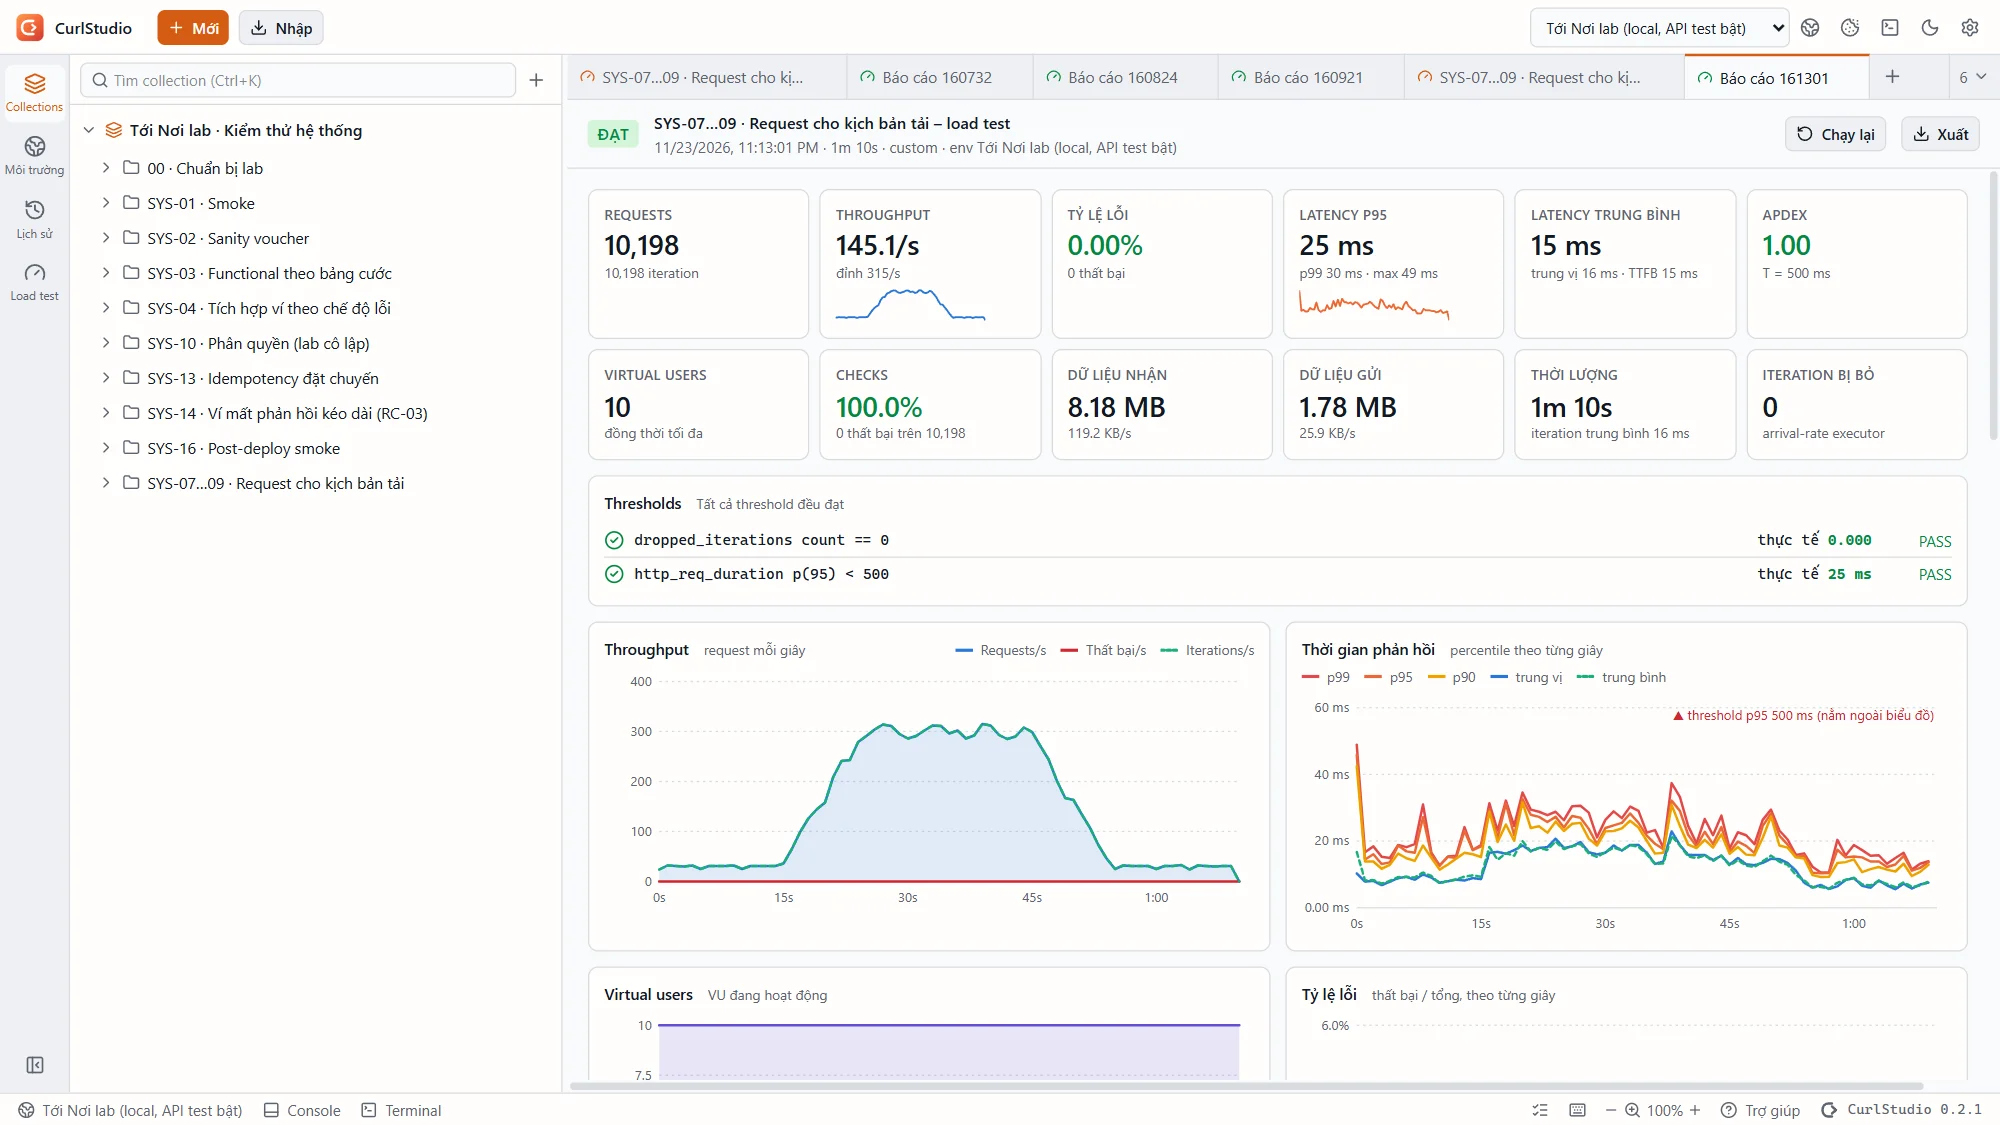 CurlStudio
Mới
Nhập
Tới Nơi lab (local, API test bật)
Collections
Môi trường
Lịch sử
Load test
Tìm collection (Ctrl+K)
Tới Nơi lab · Kiểm thử hệ thống
00 · Chuẩn bị lab
SYS-01 · Smoke
SYS-02 · Sanity voucher
SYS-03 · Functional theo bảng cước
SYS-04 · Tích hợp ví theo chế độ lỗi
SYS-10 · Phân quyền (lab cô lập)
SYS-13 · Idempotency đặt chuyến
SYS-14 · Ví mất phản hồi kéo dài (RC-03)
SYS-16 · Post-deploy smoke
SYS-07...09 · Request cho kịch bản tải
SYS-07...09 · Request cho kị...
Báo cáo 160732
Báo cáo 160824
Báo cáo 160921
SYS-07...09 · Request cho kị...
Báo cáo 161301
6
ĐẠT
SYS-07...09 · Request cho kịch bản tải – load test
11/23/2026, 11:13:01 PM · 1m 10s · custom · env Tới Nơi lab (local, API test bật)
Chạy lại
Xuất
REQUESTS
10,198
10,198 iteration
THROUGHPUT
145.1/s
đỉnh 315/s
TỶ LỆ LỖI
0.00%
0 thất bại
LATENCY P95
25 ms
p99 30 ms · max 49 ms
LATENCY TRUNG BÌNH
15 ms
trung vị 16 ms · TTFB 15 ms
APDEX
1.00
T = 500 ms
VIRTUAL USERS
10
đồng thời tối đa
CHECKS
100.0%
0 thất bại trên 10,198
DỮ LIỆU NHẬN
8.18 MB
119.2 KB/s
DỮ LIỆU GỬI
1.78 MB
25.9 KB/s
THỜI LƯỢNG
1m 10s
iteration trung bình 16 ms
ITERATION BỊ BỎ
0
arrival-rate executor
Thresholds Tất cả threshold đều đạt
dropped_iterations count == 0 thực tế 0.000 PASS
http_req_duration p(95) < 500 thực tế 25 ms PASS
Throughput request mỗi giây
Requests/s Thất bại/s Iterations/s
400
300
200
100
0
0s 15s 30s 45s 1:00
Thời gian phản hồi percentile theo từng giây
p99 p95 p90 trung vị trung bình
threshold p95 500 ms (nằm ngoài biểu đồ)
60 ms
40 ms
20 ms
0.00 ms
0s 15s 30s 45s 1:00
Virtual users VU đang hoạt động
10
7.5
Tỷ lệ lỗi thất bại / tổng, theo từng giây
6.0%
Tới Nơi lab (local, API test bật)
Console
Terminal
100%
Trợ giúp
CurlStudio 0.2.1